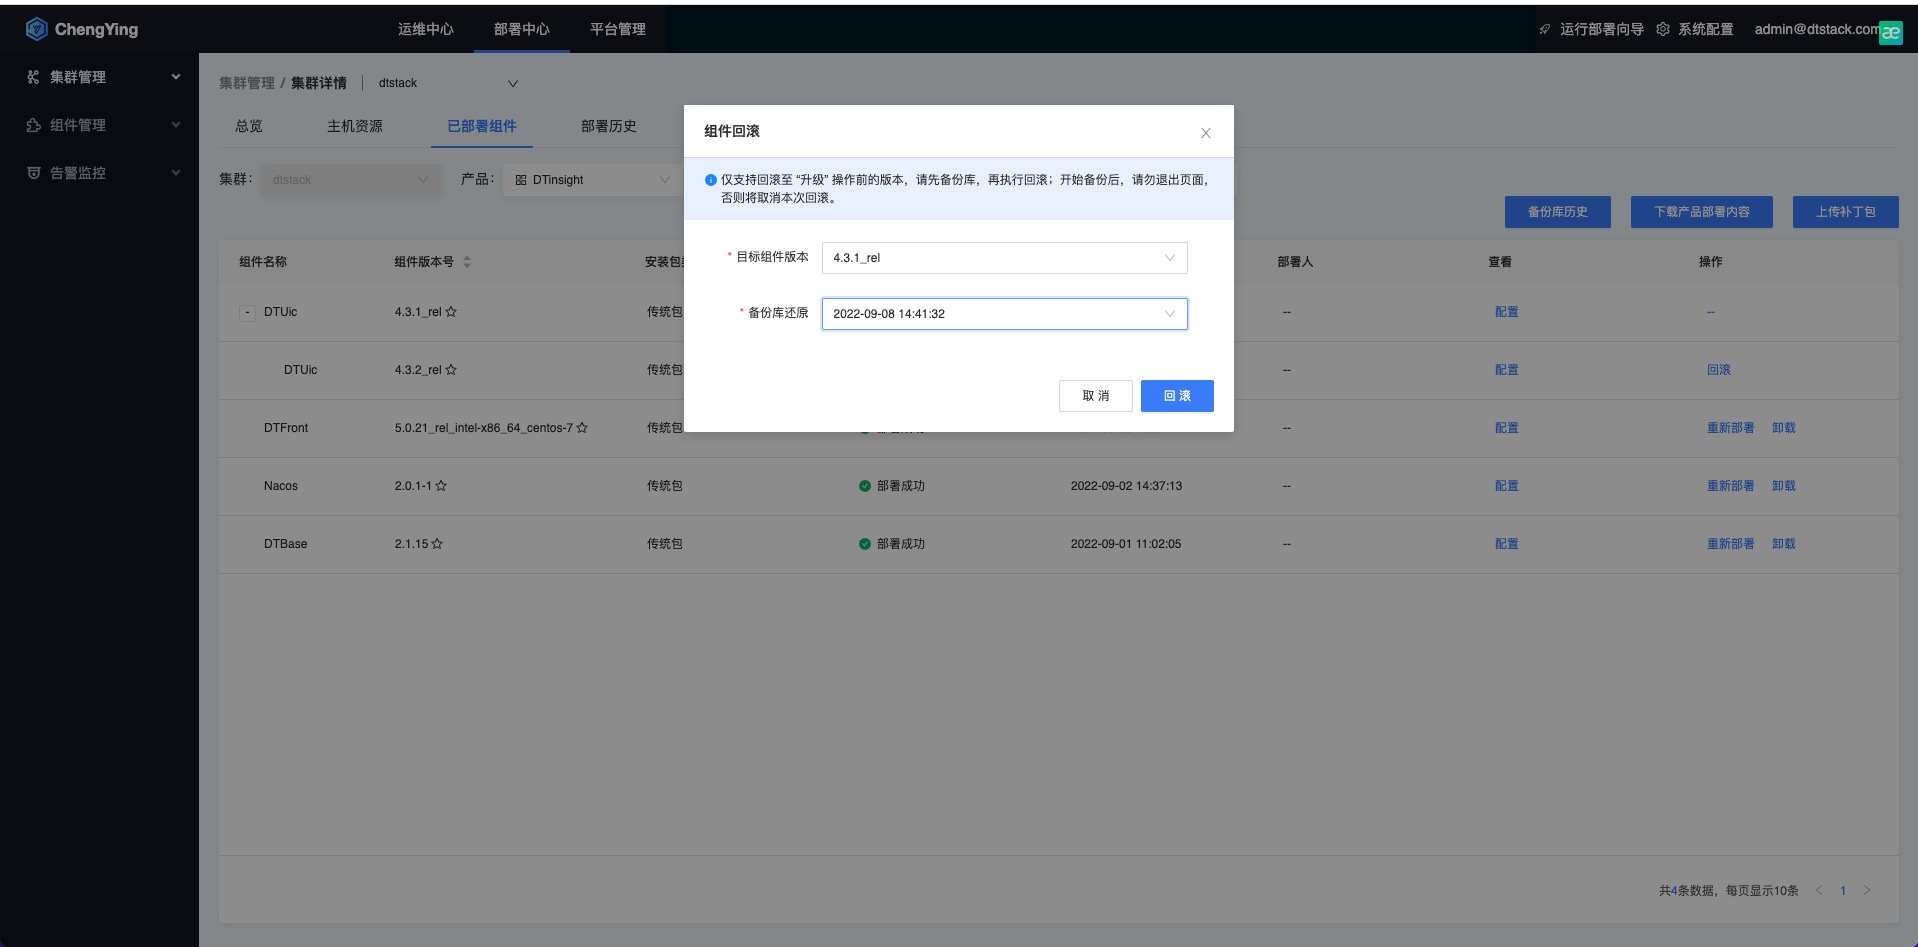 ChengYing
运维中心 部署中心 平台管理
运行部署向导 系统配置 admin@dtstack.com
集群管理
组件管理
告警监控
集群管理 / 集群详情 dtstack
总览 主机资源 已部署组件 部署历史
集群： dtstack 产品： DTinsight
备份库历史 下载产品部署内容 上传补丁包
组件名称 组件版本号 安装包 部署人 查看 操作
- DTUic 4.3.1_rel 传统包 -- 配置 --
DTUic 4.3.2_rel 传统包 -- 配置 回滚
DTFront 5.0.21_rel_intel-x86_64_centos-7 传统包 -- 配置 重新部署 卸载
Nacos 2.0.1-1 传统包 部署成功 2022-09-02 14:37:13 -- 配置 重新部署 卸载
DTBase 2.1.15 传统包 部署成功 2022-09-01 11:02:05 -- 配置 重新部署 卸载
共4条数据，每页显示10条 < 1 >
组件回滚
仅支持回滚至 “升级” 操作前的版本，请先备份库，再执行回滚；开始备份后，请勿退出页面，
否则将取消本次回滚。
* 目标组件版本 4.3.1_rel
* 备份库还原 2022-09-08 14:41:32
取 消 回 滚